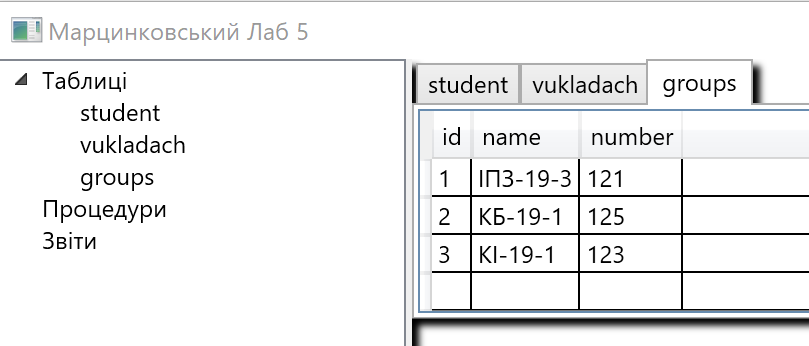 Марцинковський Лаб 5
Таблиці
student
vukladach
groups
Процедури
Звіти
student vukladach groups
id name number
1 ІПЗ-19-3 121
2 КБ-19-1 125
3 КІ-19-1 123